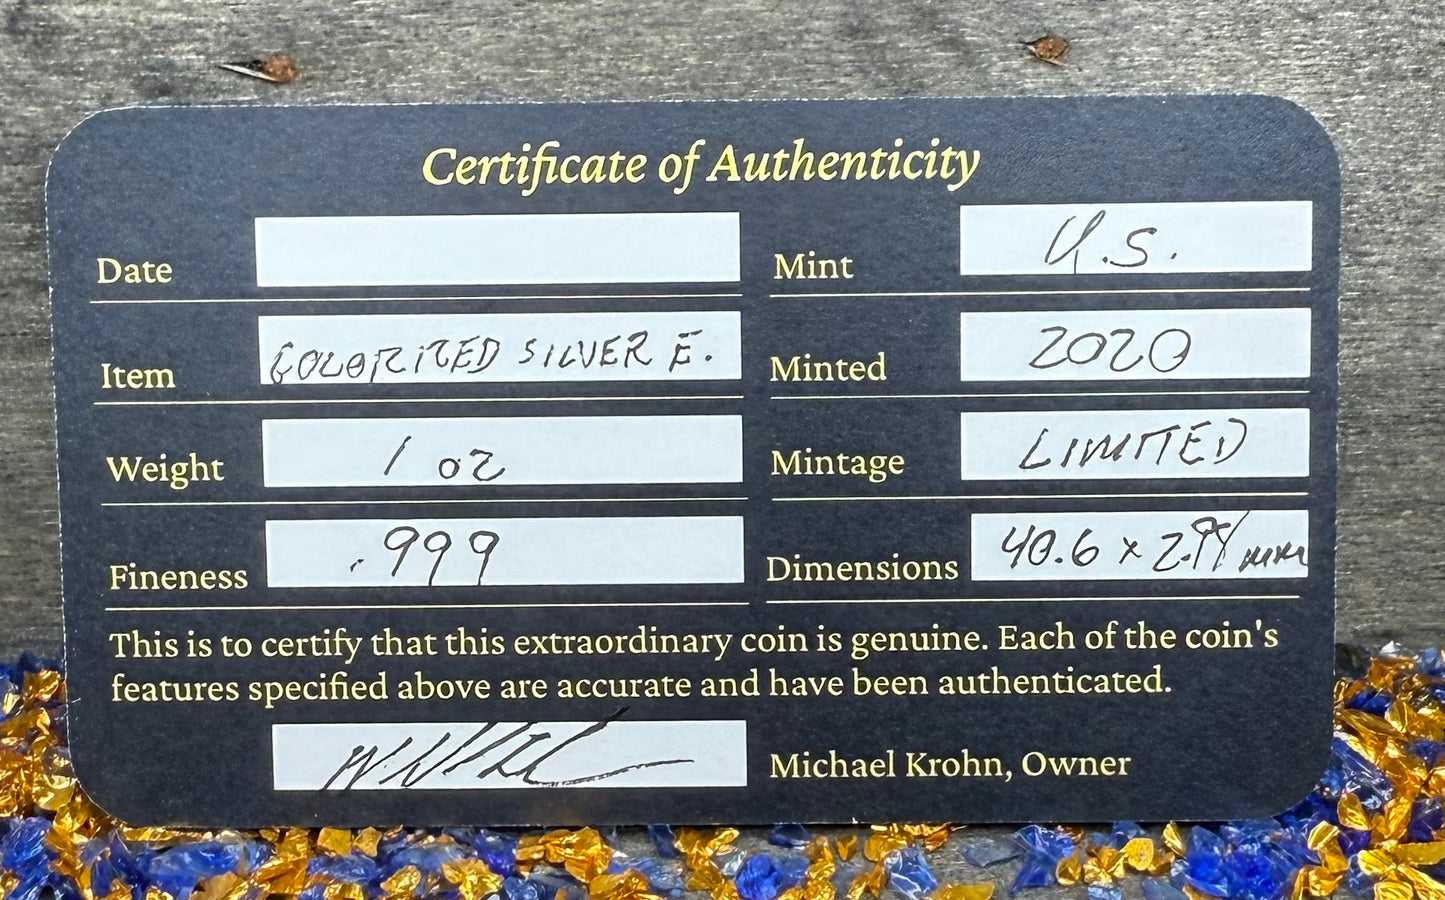 Certificate of Authenticity
Date
Mint U.S.
Item COLORIZED SILVER E.
Minted 2020
Weight 1 oz
Mintage LIMITED
Fineness .999
Dimensions 40.6 x 2.98 mm
This is to certify that this extraordinary coin is genuine. Each of the coin's
features specified above are accurate and have been authenticated.
Michael Krohn, Owner